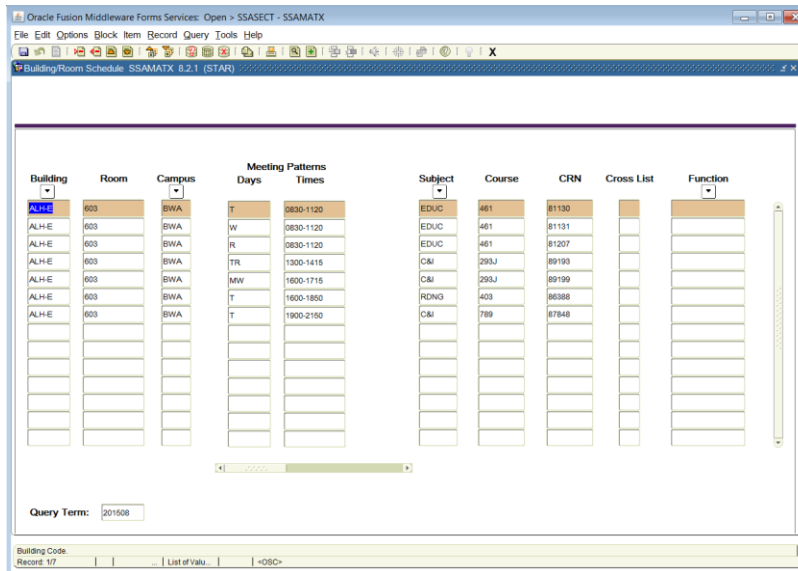 Oracle Fusion Middleware Forms Services: Open > SSASECT - SSAMATX
File Edit Options Block Item Record Query Tools Help
X
Building/Room Schedule SSAMATX 8.2.1 (STAR)
Meeting Patterns
Building Room Campus Days Times Subject Course CRN Cross List Function
ALH-E 603 BWA T 0830-1120 EDUC 461 81130
ALH-E 603 BWA W 0830-1120 EDUC 461 81131
ALH-E 603 BWA R 0830-1120 EDUC 461 81207
ALH-E 603 BWA TR 1300-1415 C&I 293J 89193
ALH-E 603 BWA MW 1600-1715 C&I 293J 89199
ALH-E 603 BWA T 1600-1850 RDNG 403 86388
ALH-E 603 BWA T 1900-2150 C&I 789 87848
Query Term: 201508
Building Code.
Record: 1/7 ... List of Valu... <OSC>